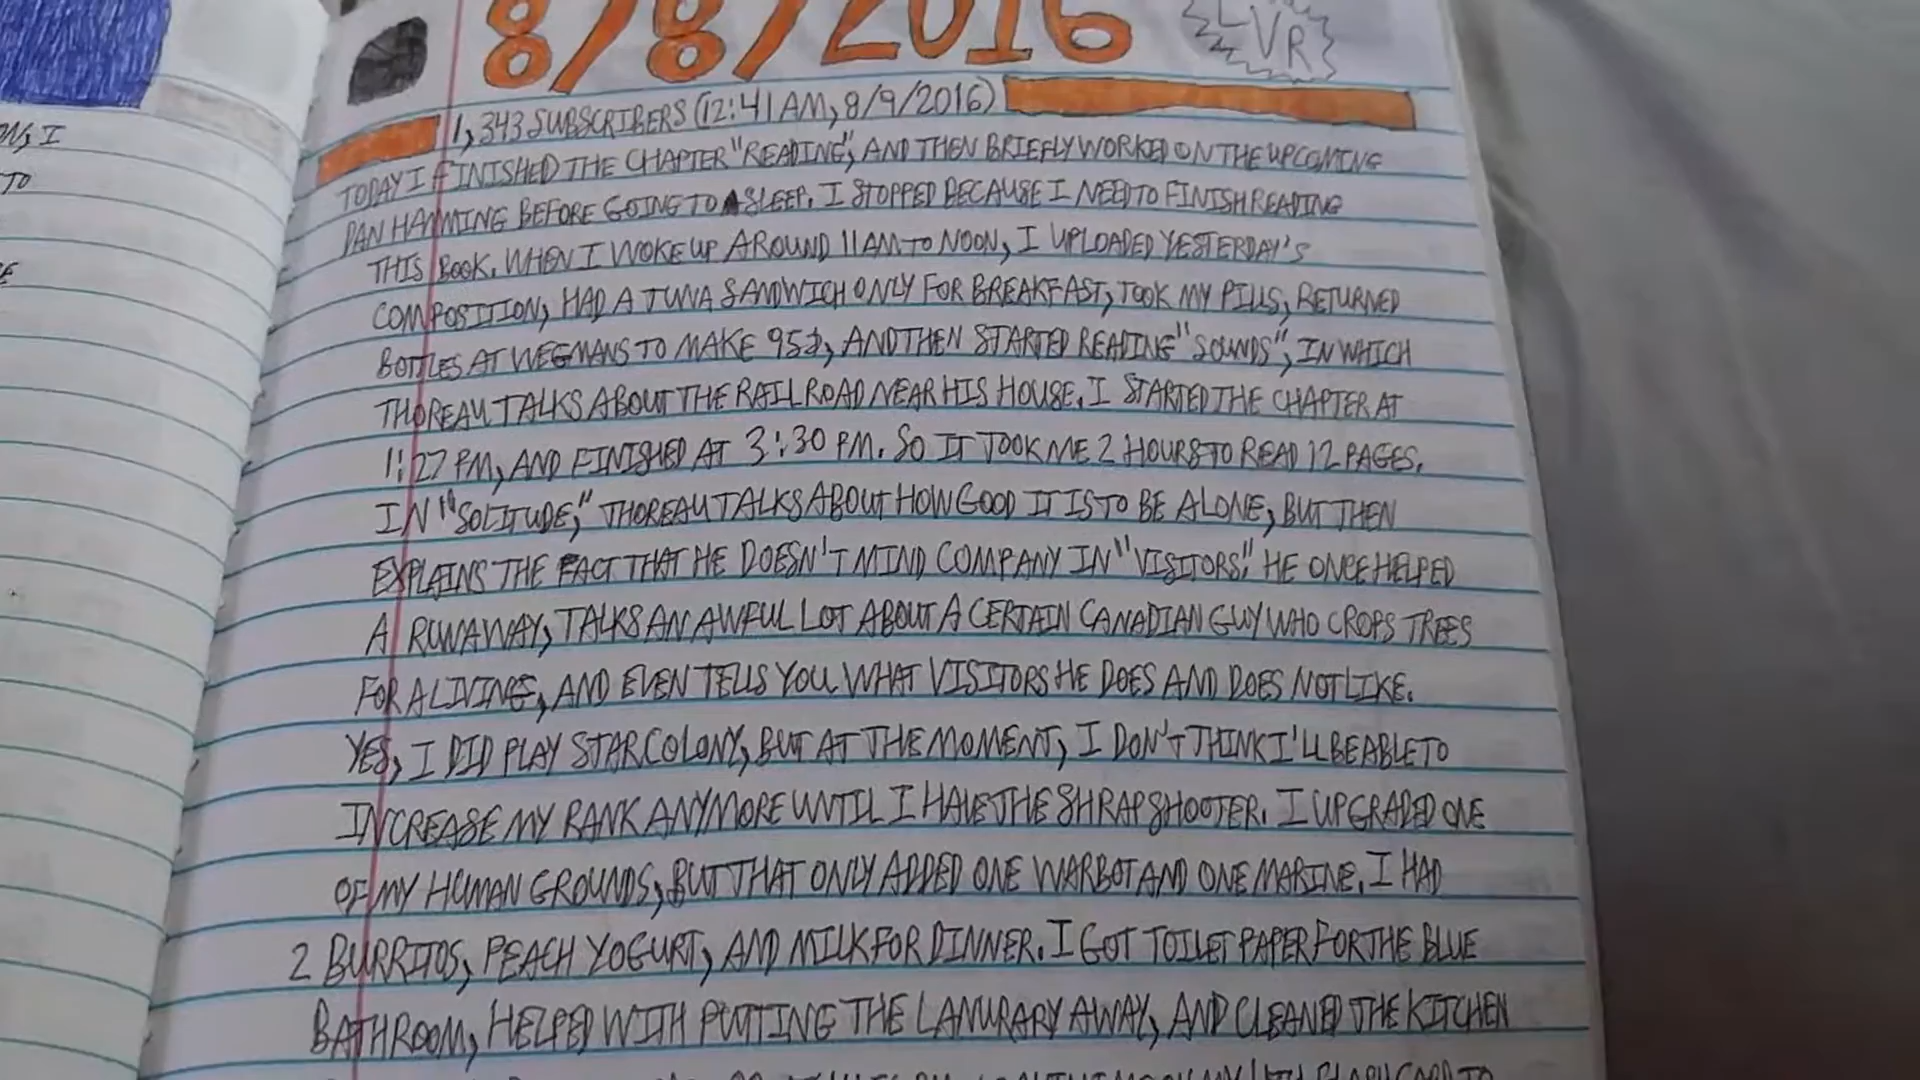 8/8/2016
LVR
1,343 SUBSCRIBERS (12:41 AM, 8/9/2016)
TODAY I FINISHED THE CHAPTER "READING", AND THEN BRIEFLY WORKED ON THE UPCOMING
DAN HAMMING BEFORE GOING TO SLEEP. I STOPPED BECAUSE I NEED TO FINISH READING
THIS BOOK. WHEN I WOKE UP AROUND 11 AM TO NOON, I UPLOADED YESTERDAY'S
COMPOSITION, HAD A TUNA SANDWICH ONLY FOR BREAKFAST, TOOK MY PILLS, RETURNED
BOTTLES AT WEGMANS TO MAKE 95¢, AND THEN STARTED READING "SOUNDS", IN WHICH
THOREAU TALKS ABOUT THE RAILROAD NEAR HIS HOUSE. I STARTED THE CHAPTER AT
1:27 PM, AND FINISHED AT 3:30 PM. SO IT TOOK ME 2 HOURS TO READ 12 PAGES.
IN "SOLITUDE," THOREAU TALKS ABOUT HOW GOOD IT IS TO BE ALONE, BUT THEN
EXPLAINS THE FACT THAT HE DOESN'T MIND COMPANY IN "VISITORS." HE ONCE HELPED
A RUNAWAY, TALKS AN AWFUL LOT ABOUT A CERTAIN CANADIAN GUY WHO CROPS TREES
FOR A LIVING, AND EVEN TELLS YOU WHAT VISITORS HE DOES AND DOES NOT LIKE.
YES, I DID PLAY STAR COLONY, BUT AT THE MOMENT, I DON'T THINK I'LL BE ABLE TO
INCREASE MY RANK ANYMORE UNTIL I HAVE THE SHRAPSHOOTER. I UPGRADED ONE
OF MY HUMAN GROUNDS, BUT THAT ONLY ADDED ONE WARBOT AND ONE MARINE. I HAD
2 BURRITOS, PEACH YOGURT, AND MILK FOR DINNER. I GOT TOILET PAPER FOR THE BLUE
BATHROOM, HELPED WITH PUTTING THE LANURARY AWAY, AND CLEANED THE KITCHEN